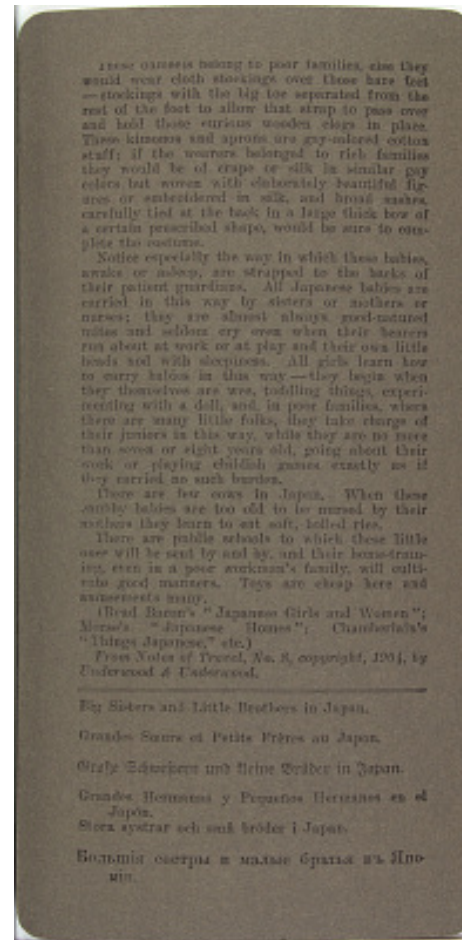 These damsels belong to poor families, else they
would wear cloth stockings over those bare feet
—stockings with the big toe separated from the
rest of the foot to allow that strap to pass over
and hold those curious wooden clogs in place.
These kimonos and aprons are gay-colored cotton
stuff; if the wearers belonged to rich families
they would be of crape or silk in similar gay
colors but woven with elaborately beautiful fig-
ures or embroidered in silk, and broad sashes,
carefully tied at the back in a large thick bow of
a certain prescribed shape, would be sure to com-
plete the costume.
Notice especially the way in which these babies,
awake or asleep, are strapped to the backs of
their patient guardians. All Japanese babies are
carried in this way by sisters or mothers or
nurses; they are almost always good-natured
mites and seldom cry even when their bearers
run about at work or at play and their own little
heads nod with sleepiness. All girls learn how
to carry babies in this way—they begin when
they themselves are wee, toddling things, experi-
menting with a doll, and, in poor families, where
there are many little folks, they take charge of
their juniors in this way, while they are no more
than seven or eight years old, going about their
work or playing childish games exactly as if
they carried no such burden.
There are few cows in Japan. When these
chubby babies are too old to be nursed by their
mothers they learn to eat soft, boiled rice.
There are public schools to which these little
ones will be sent by and by, and their home-train-
ing, even in a poor workman's family, will culti-
vate good manners. Toys are cheap here and
amusements many.
(Read Bacon's "Japanese Girls and Women";
Morse's "Japanese Homes"; Chamberlain's
"Things Japanese," etc.)
From Notes of Travel, No. 8, copyright, 1904, by
Underwood & Underwood.
Big Sisters and Little Brothers in Japan.
Grandes Sœurs et Petits Frères au Japon.
Große Schwestern und kleine Brüder in Japan.
Grandes Hermanas y Pequeños Hermanos en el
Japón.
Stora systrar och små bröder i Japan.
Большія сестры и малые братья въ Япо-
ніи.